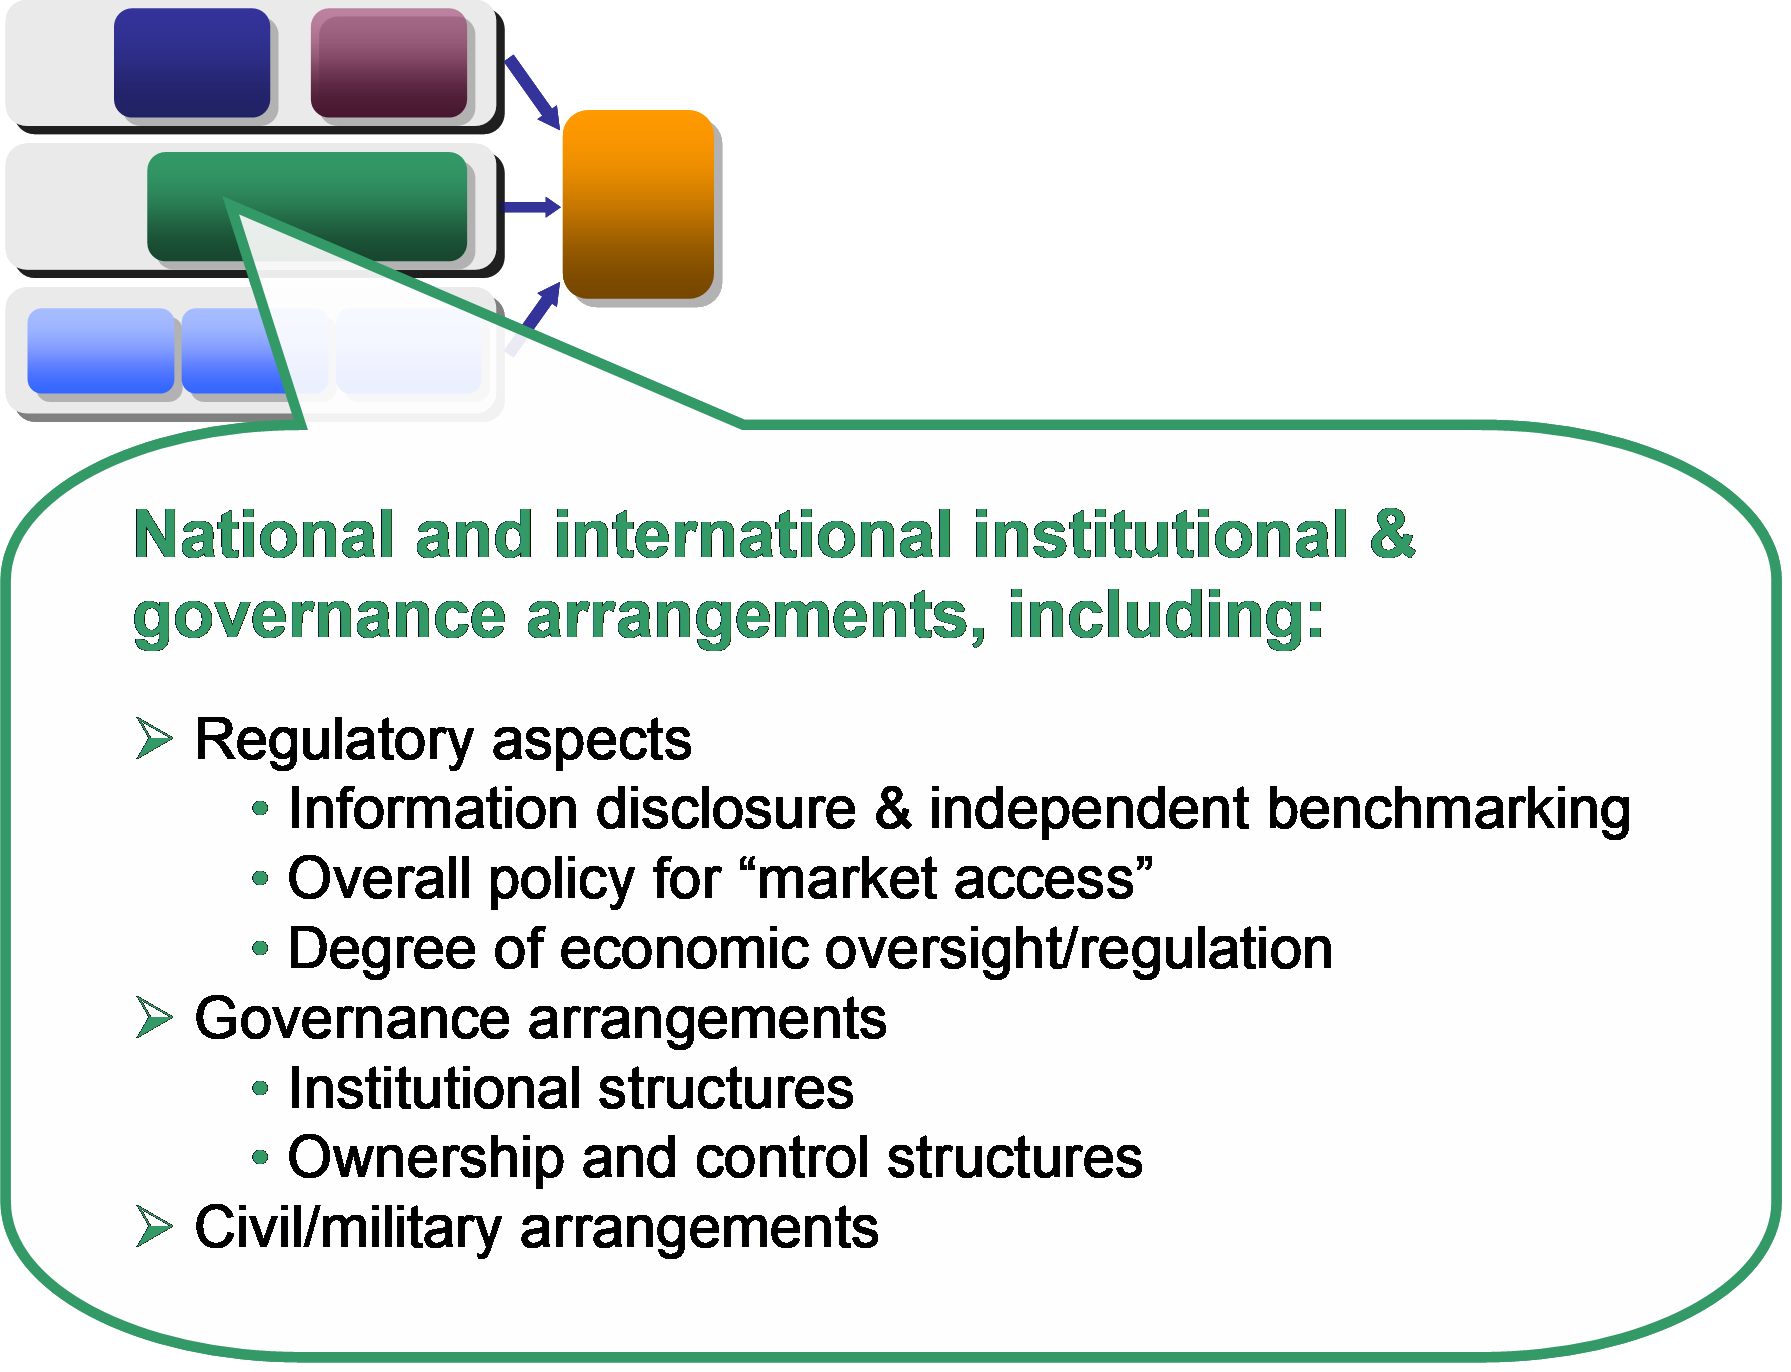 National and international institutional &
governance arrangements, including:
Regulatory aspects
• Information disclosure & independent benchmarking
• Overall policy for “market access”
• Degree of economic oversight/regulation
Governance arrangements
• Institutional structures
• Ownership and control structures
Civil/military arrangements